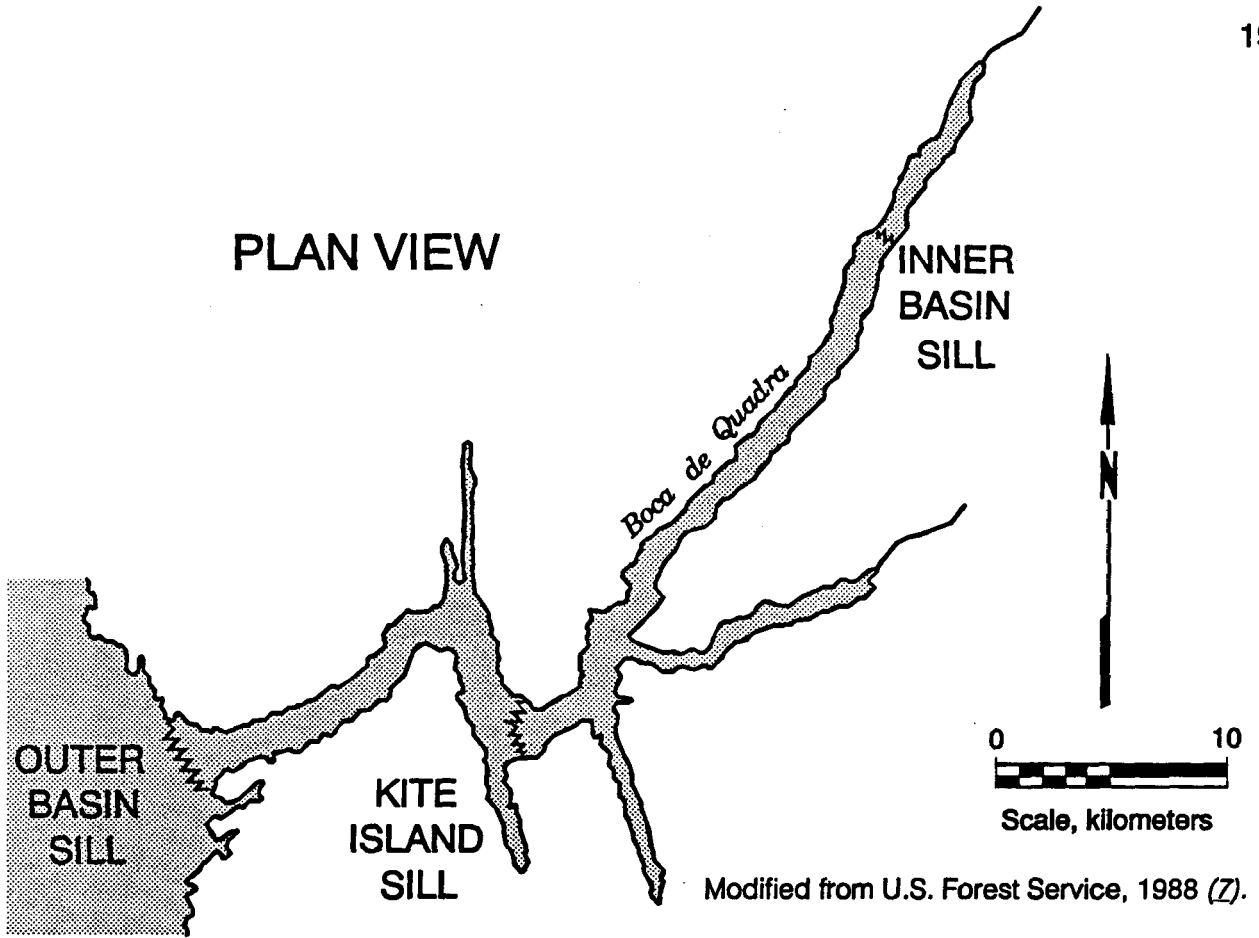 19
PLAN VIEW
INNER
BASIN
SILL
Boca de Quadra
N
OUTER
BASIN
SILL
KITE
ISLAND
SILL
0 10
Scale, kilometers
Modified from U.S. Forest Service, 1988 (7).